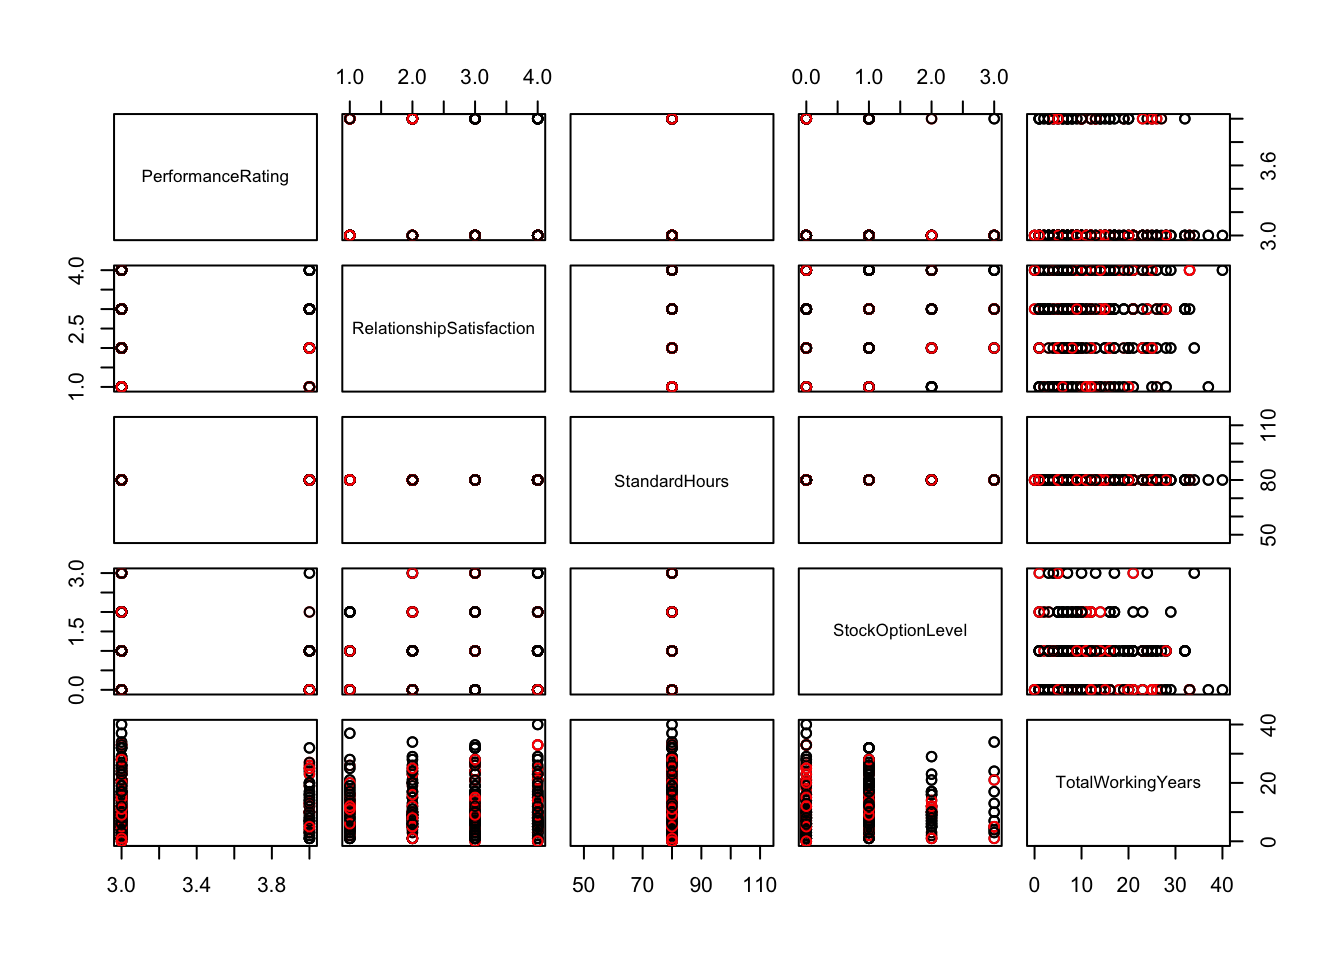 1.0 2.0 3.0 4.0 0.0 1.0 2.0 3.0
PerformanceRating 3.0 3.6
1.0 2.5 4.0 RelationshipSatisfaction
StandardHours 50 80 110
0.0 1.5 3.0 StockOptionLevel
TotalWorkingYears 0 20 40
3.0 3.4 3.8 50 70 90 110 0 10 20 30 40